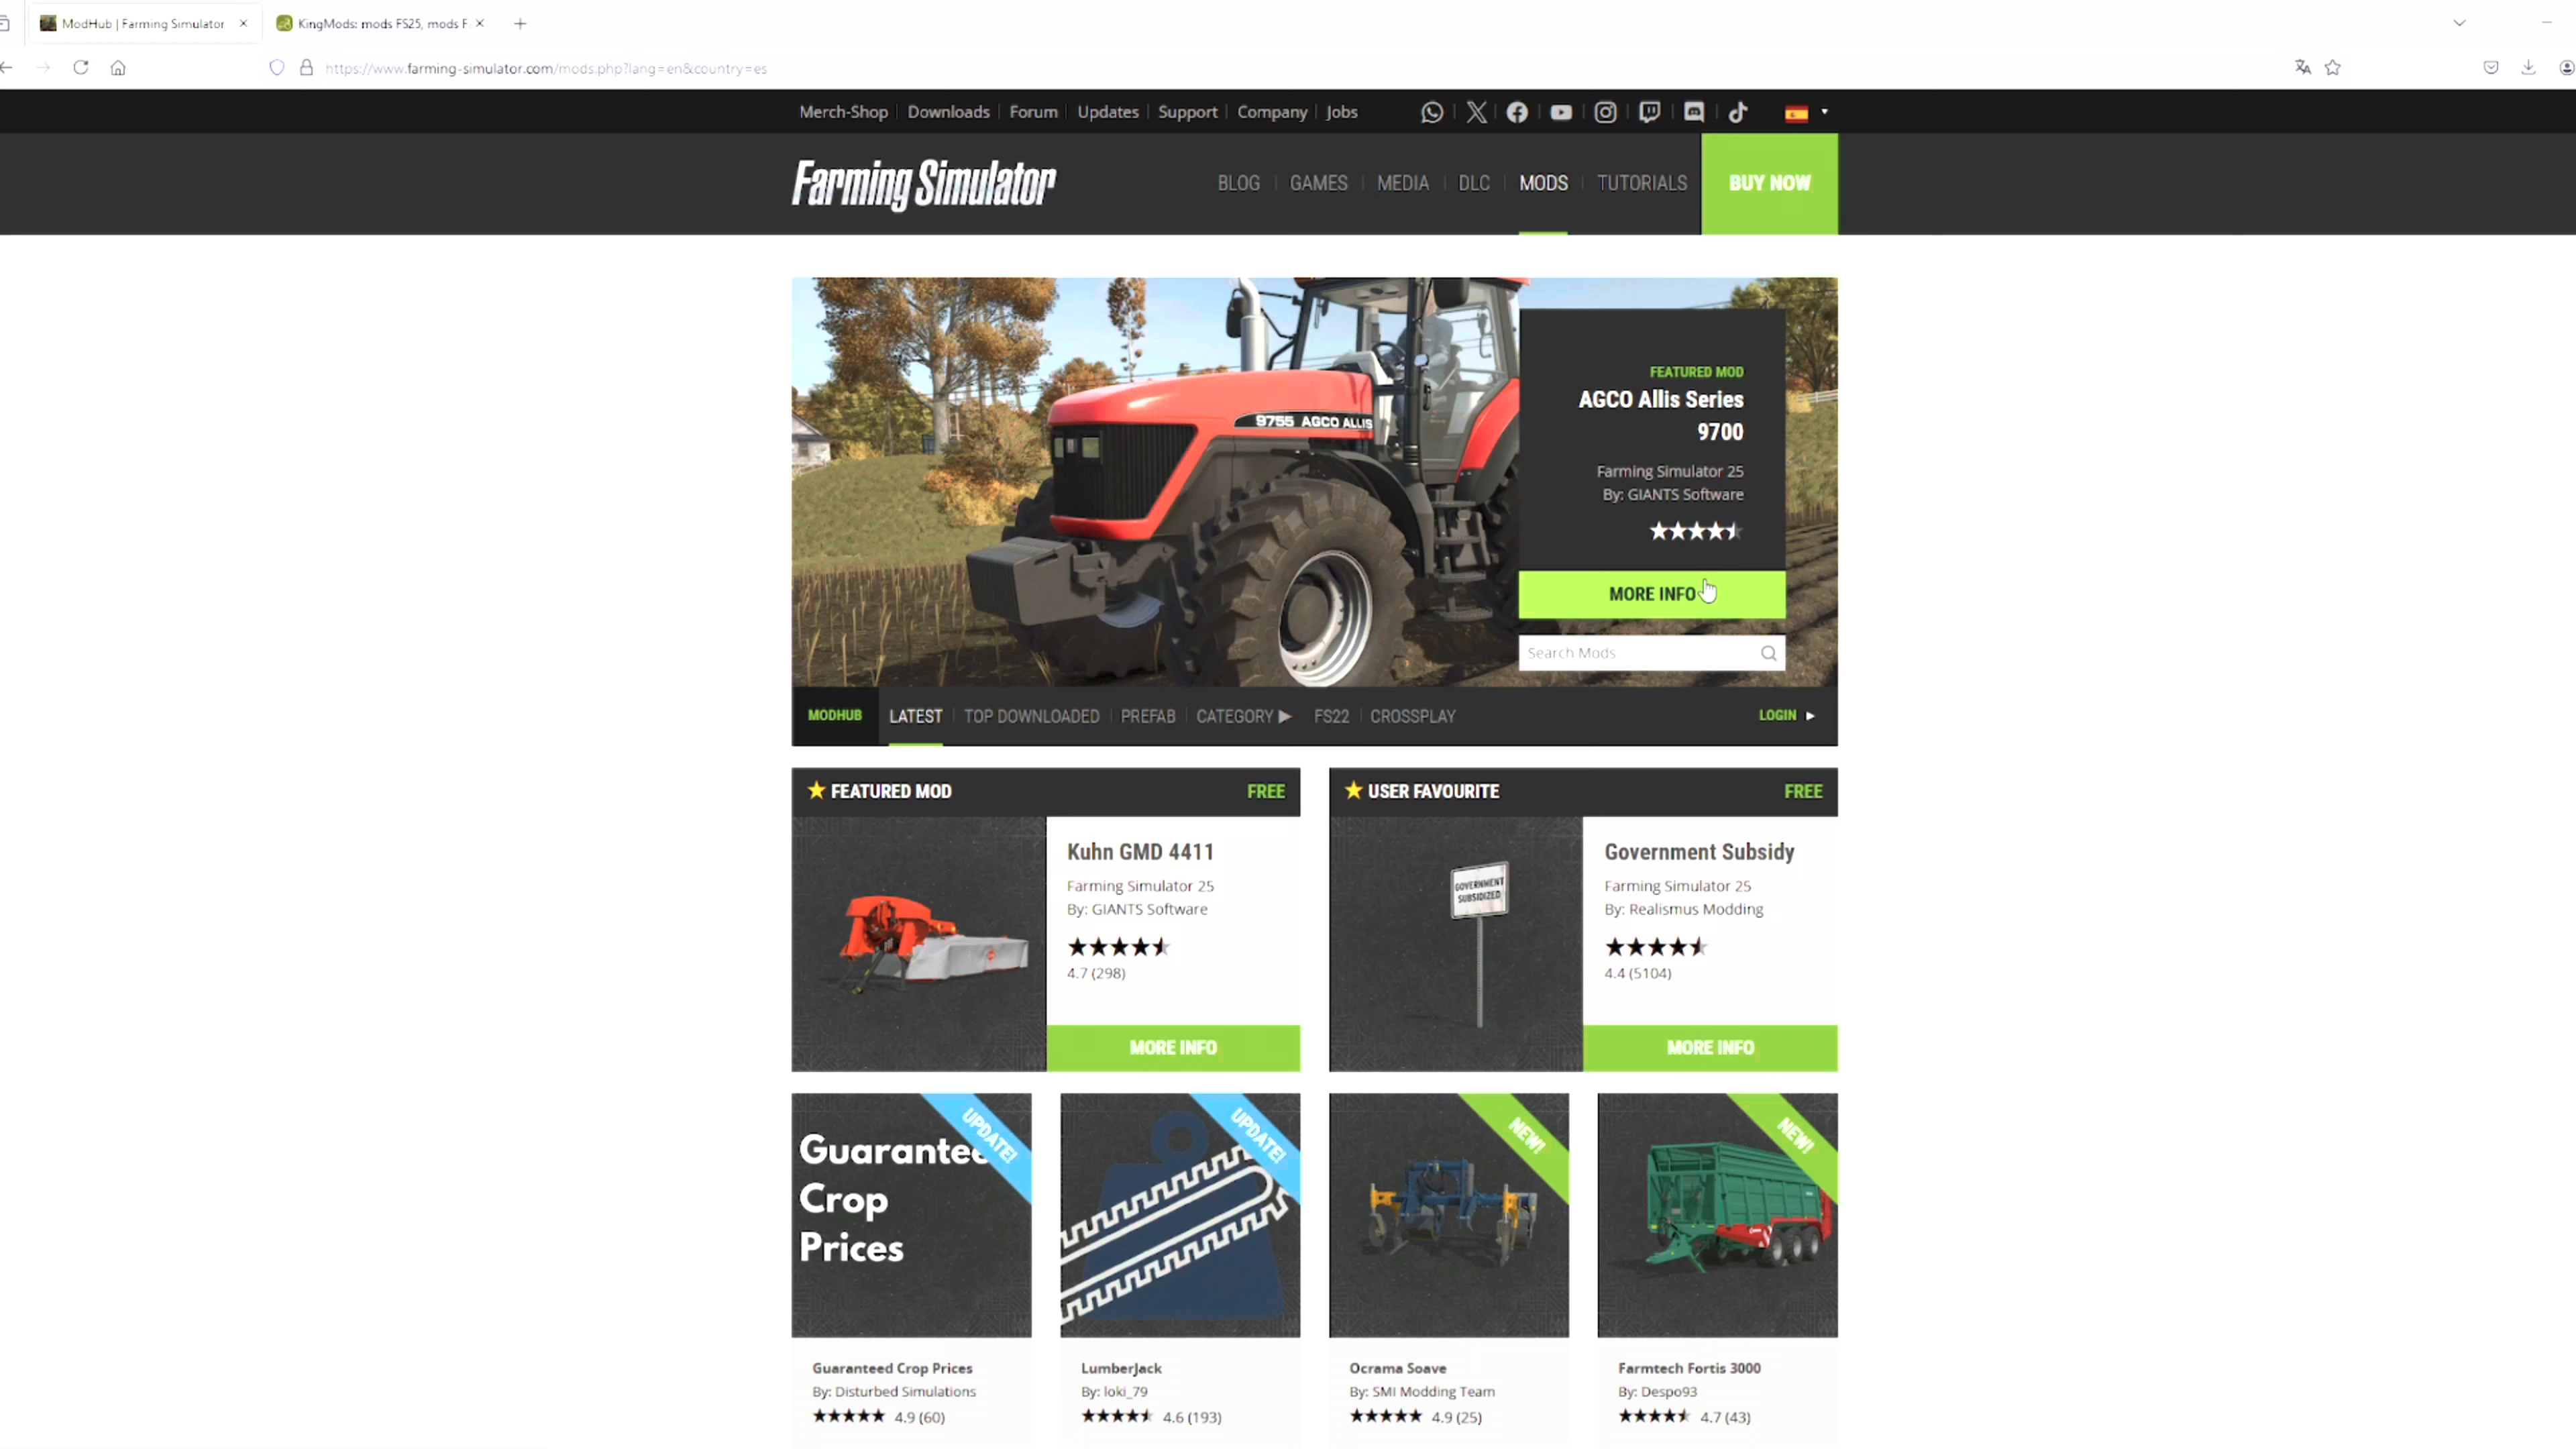 ModHub | Farming Simulator
KingMods: mods FS25, mods F
https://www.farming-simulator.com/mods.php?lang=en&country=es
Merch-Shop Downloads Forum Updates Support Company Jobs
Farming Simulator
BLOG GAMES MEDIA DLC MODS TUTORIALS BUY NOW
9755 AGCO ALLIS
FEATURED MOD
AGCO Allis Series
9700
Farming Simulator 25
By: GIANTS Software
MORE INFO
Search Mods
MODHUB LATEST TOP DOWNLOADED PREFAB CATEGORY ▶ FS22 CROSSPLAY LOGIN ▶
FEATURED MOD FREE
Kuhn GMD 4411
Farming Simulator 25
By: GIANTS Software
4.7 (298)
MORE INFO
USER FAVOURITE FREE
GOVERNMENT
SUBSIDIZED
Government Subsidy
Farming Simulator 25
By: Realismus Modding
4.4 (5104)
MORE INFO
UPDATE!
Guarantee
Crop
Prices
Guaranteed Crop Prices
By: Disturbed Simulations
4.9 (60)
UPDATE!
LumberJack
By: loki_79
4.6 (193)
NEW!
Ocrama Soave
By: SMI Modding Team
4.9 (25)
NEW!
Farmtech Fortis 3000
By: Despo93
4.7 (43)